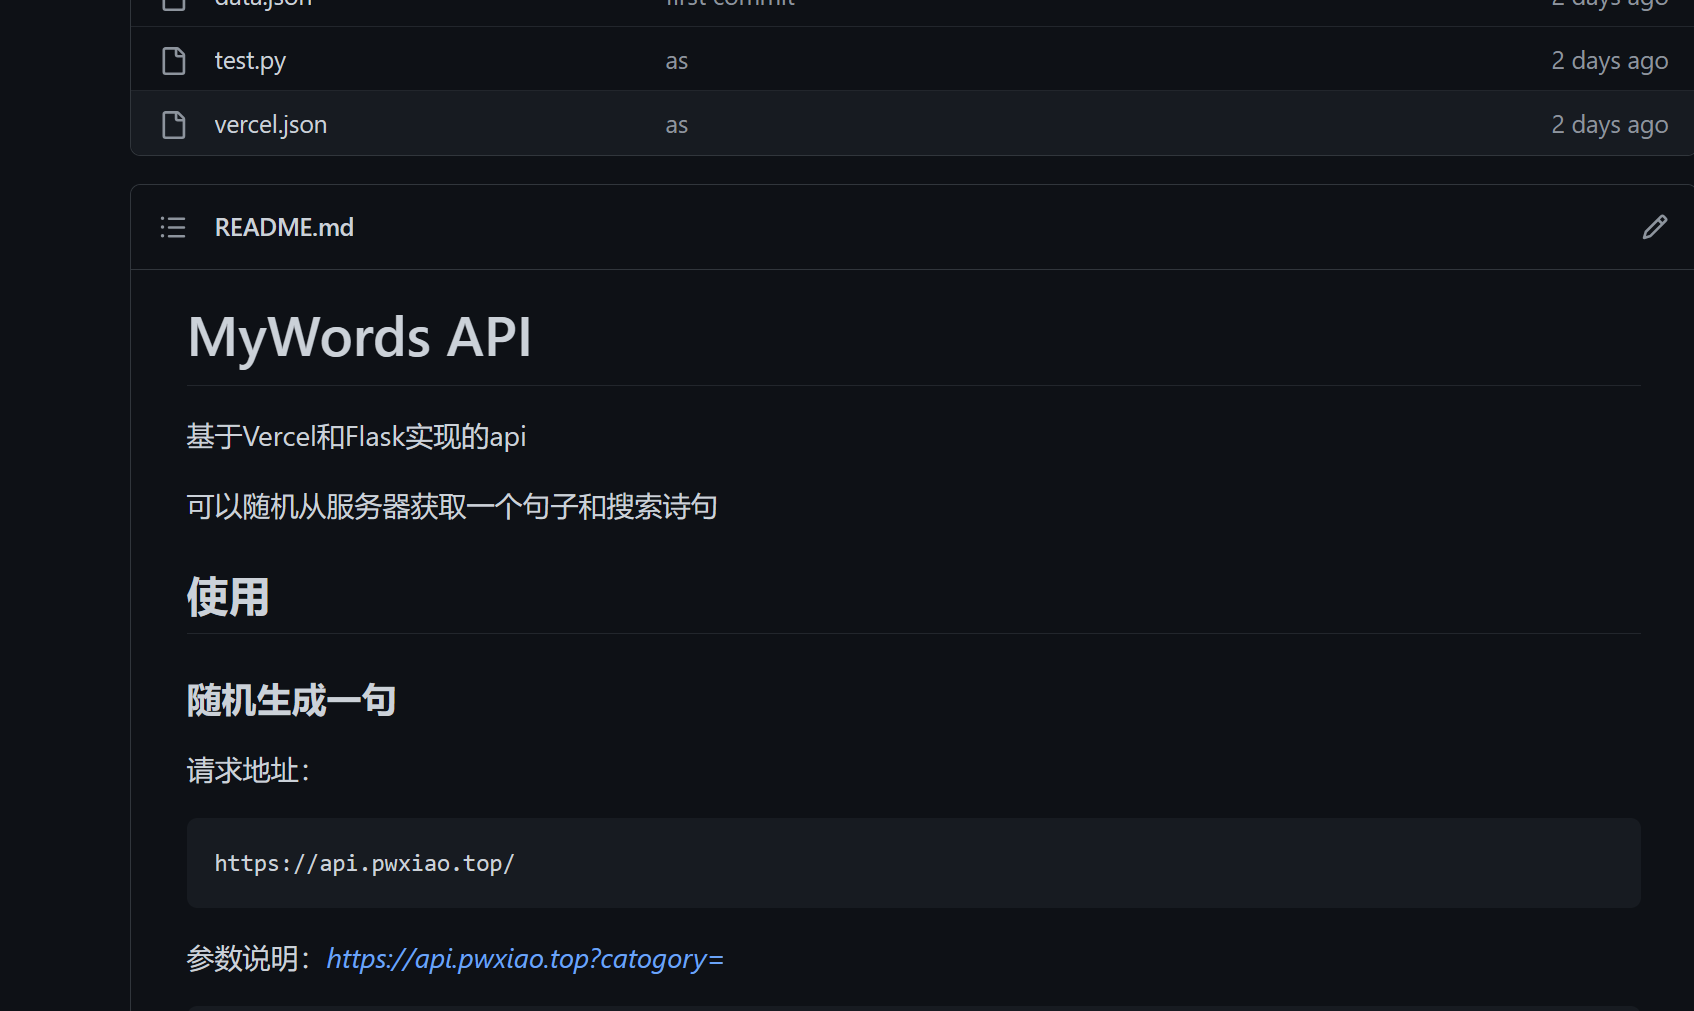 data.json first commit 2 days ago
test.py as 2 days ago
vercel.json as 2 days ago
README.md
MyWords API
基于Vercel和Flask实现的api
可以随机从服务器获取一个句子和搜索诗句
使用
随机生成一句
请求地址：
https://api.pwxiao.top/
参数说明：https://api.pwxiao.top?catogory=